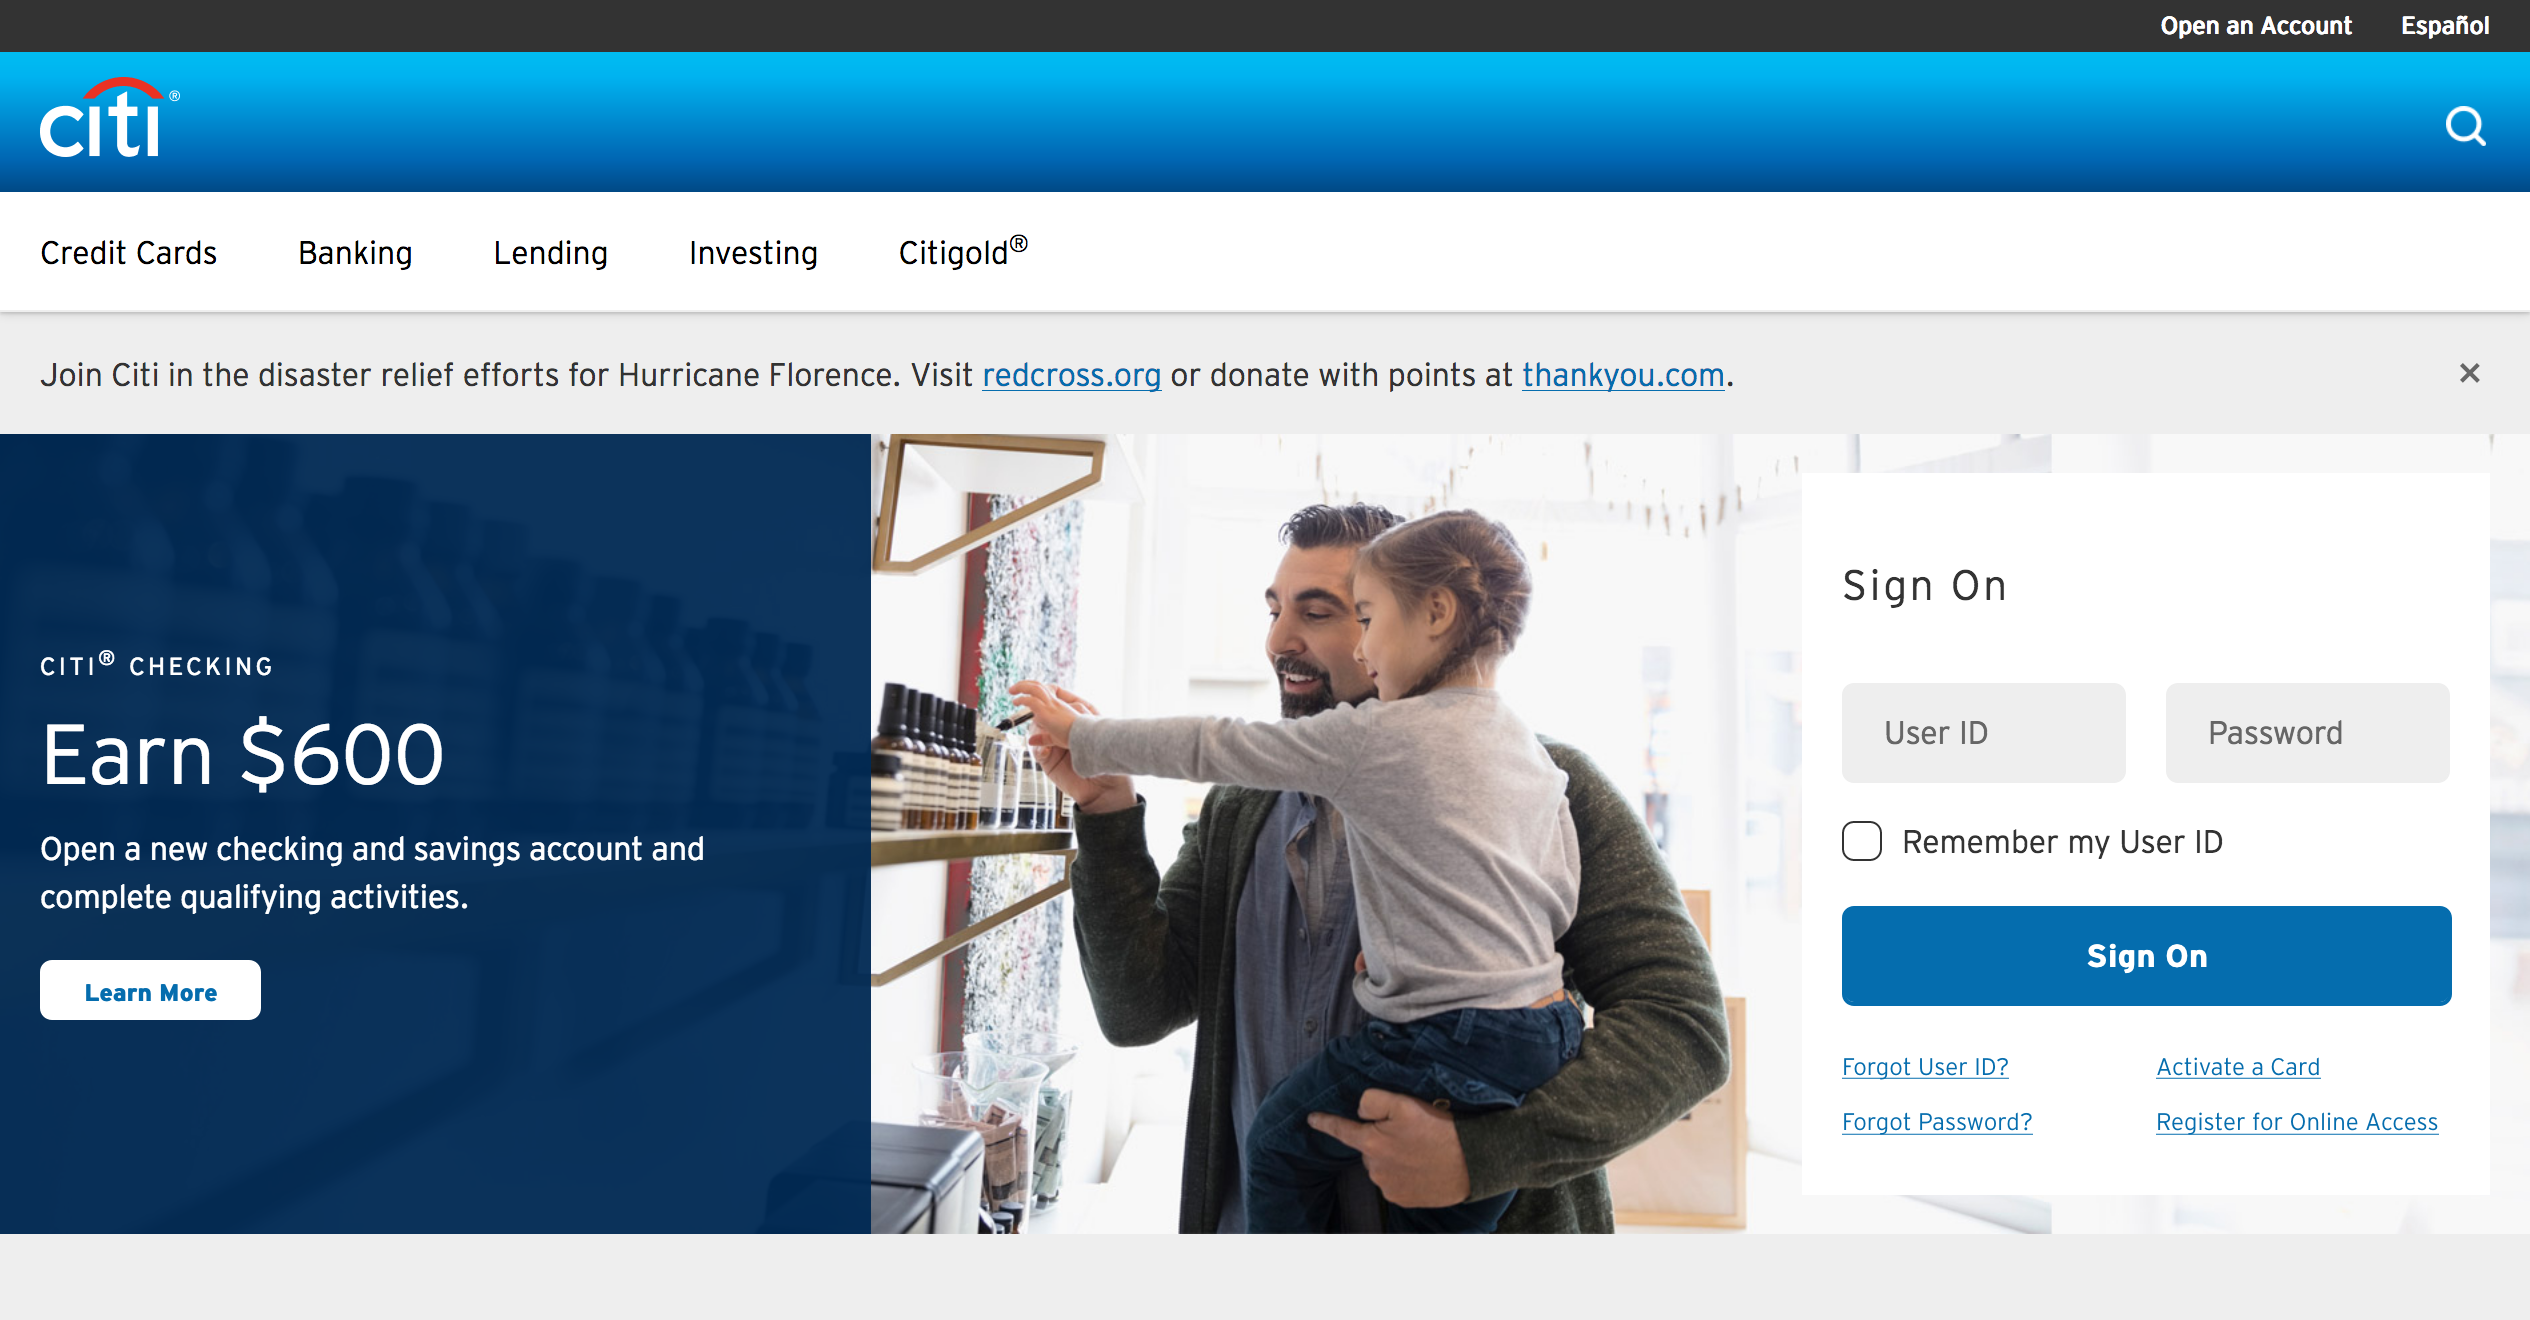 Open an Account Español
citi®
Credit Cards Banking Lending Investing Citigold®
Join Citi in the disaster relief efforts for Hurricane Florence. Visit redcross.org or donate with points at thankyou.com.
CITI® CHECKING
Earn $600
Open a new checking and savings account and
complete qualifying activities.
Learn More
Sign On
User ID Password
Remember my User ID
Sign On
Forgot User ID? Activate a Card
Forgot Password? Register for Online Access